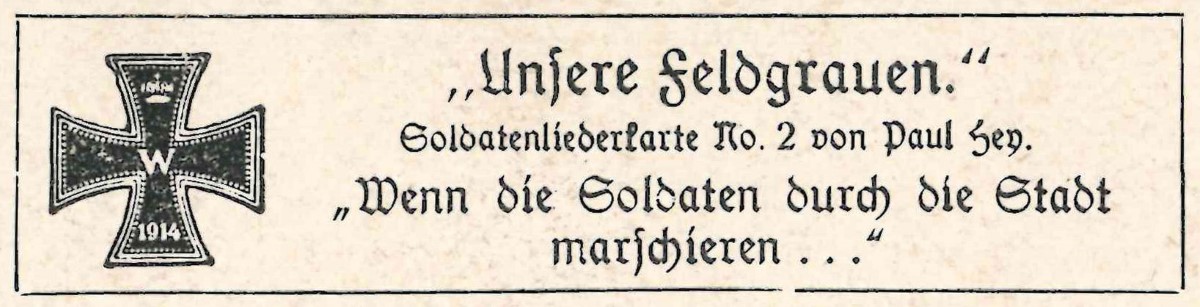 W
1914
„Unsere Feldgrauen.“
Soldatenliederkarte No. 2 von Paul Hey.
„Wenn die Soldaten durch die Stadt
marschieren . . .“